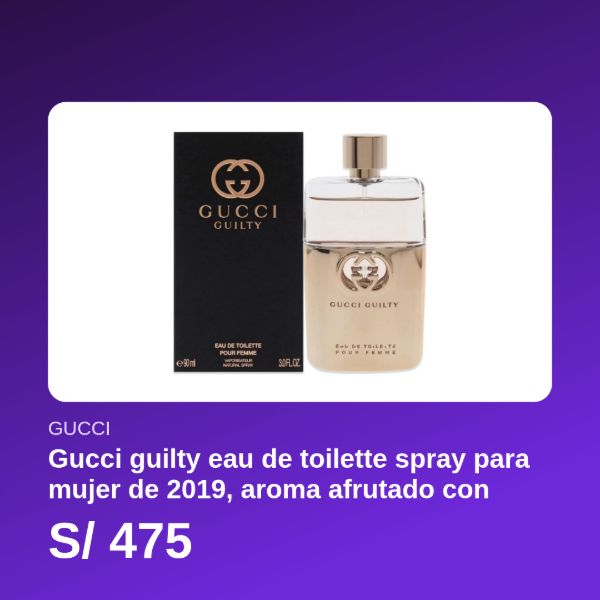 GUCCI
GUILTY
EAU DE TOILETTE
POUR FEMME
VAPORISATEUR
NATURAL SPRAY
℮90 ml
3.0 FL.OZ.
GUCCI GUILTY
EAU DE TOILETTE
POUR FEMME
GUCCI
Gucci guilty eau de toilette spray para
mujer de 2019, aroma afrutado con
S/ 475